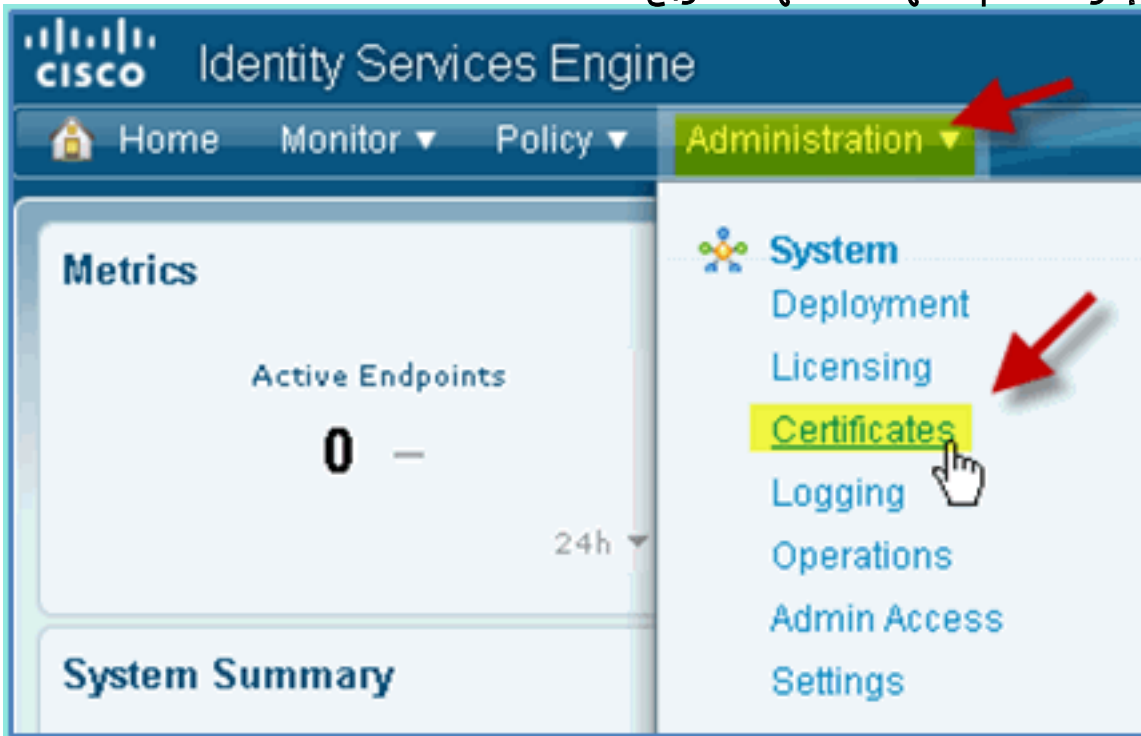 CISCO Identity Services Engine
Home Monitor Policy Administration
Metrics
Active Endpoints
0 –
24h
System Summary
System
Deployment
Licensing
Certificates
Logging
Operations
Admin Access
Settings